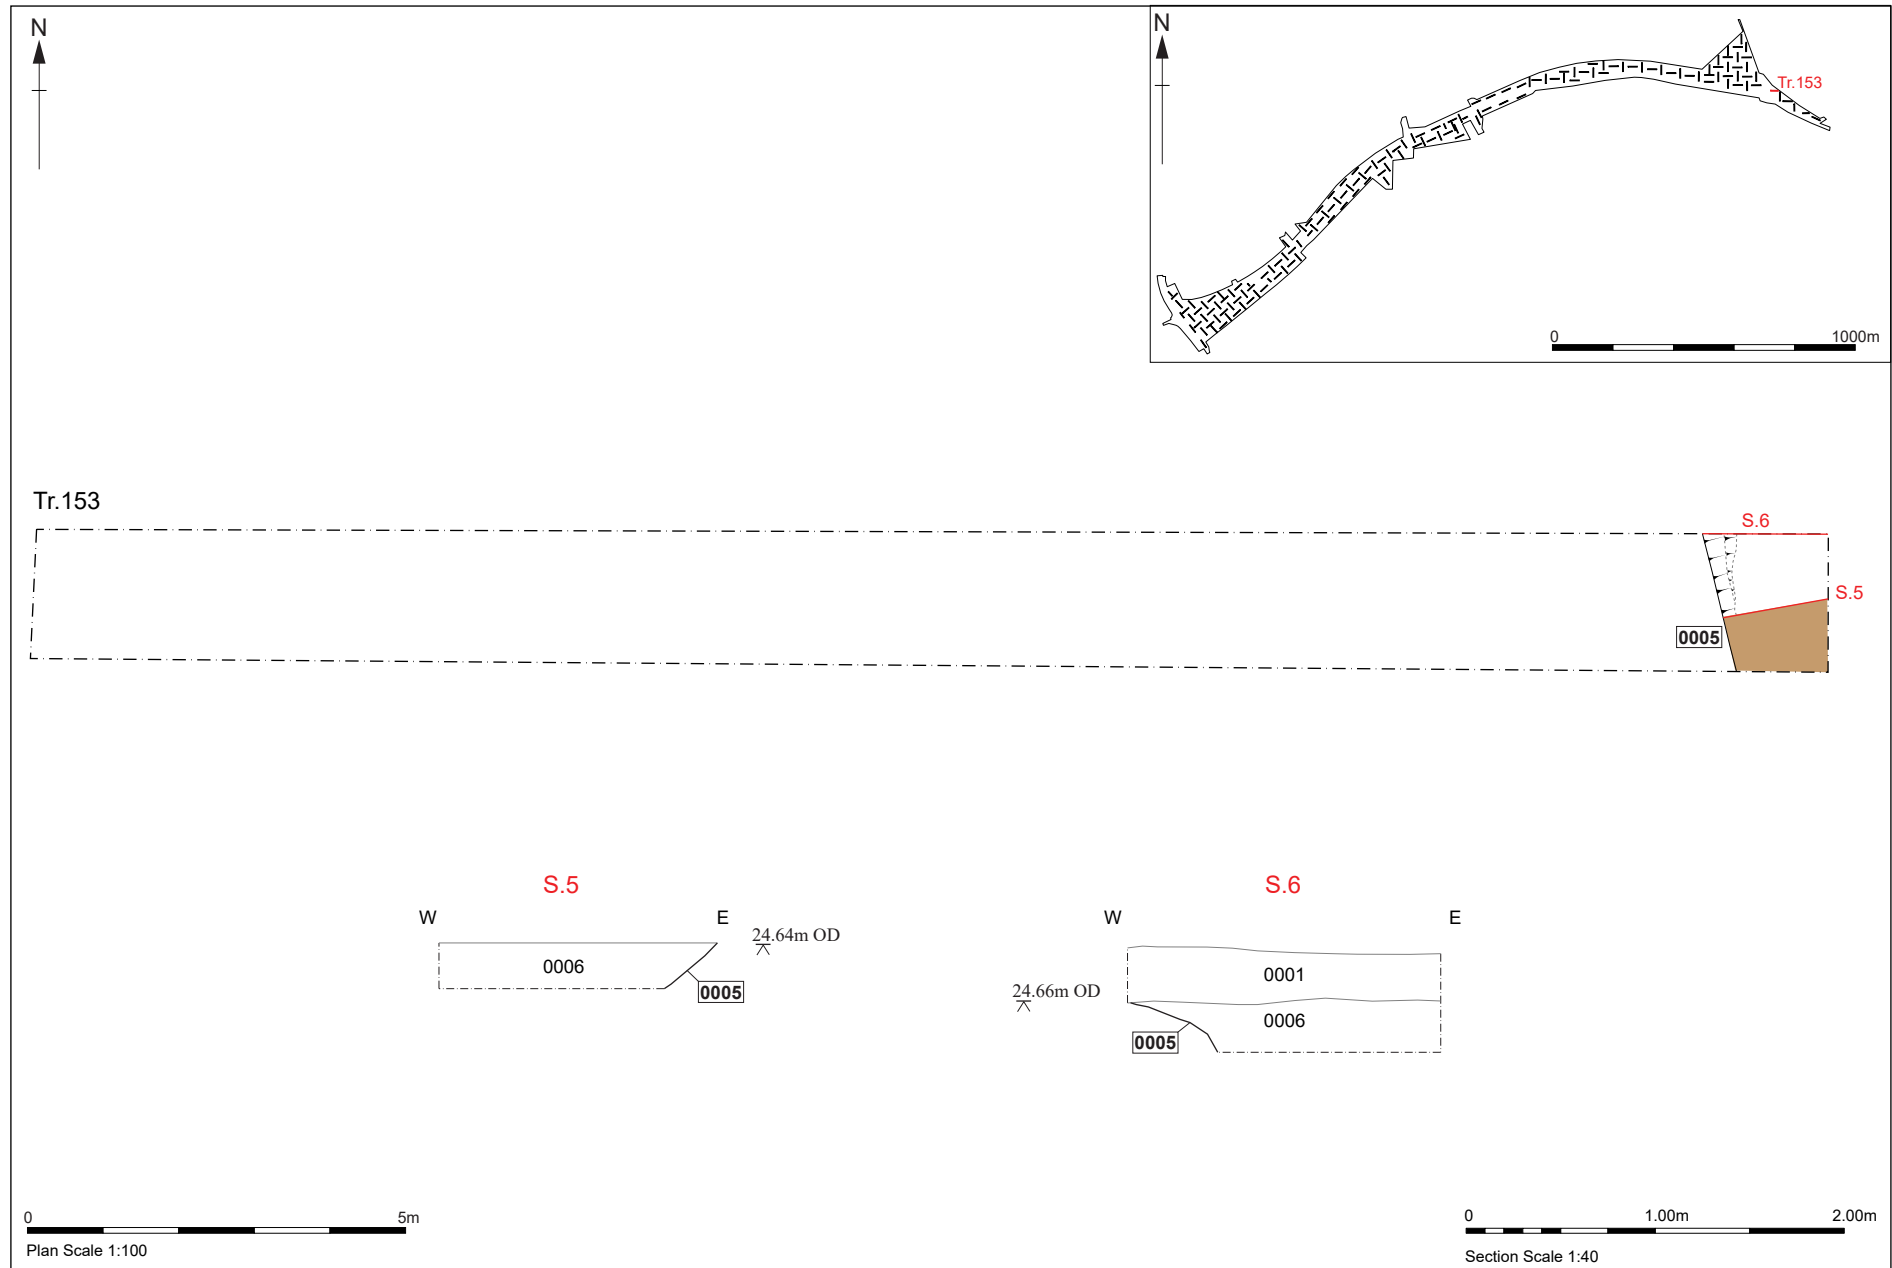 N
N
Tr.153
0 1000m
Tr.153
S.6
S.5
0005
S.5
W E
24.64m OD
0006
0005
S.6
W E
0001
24.66m OD
0006
0005
0 5m
Plan Scale 1:100
0 1.00m 2.00m
Section Scale 1:40